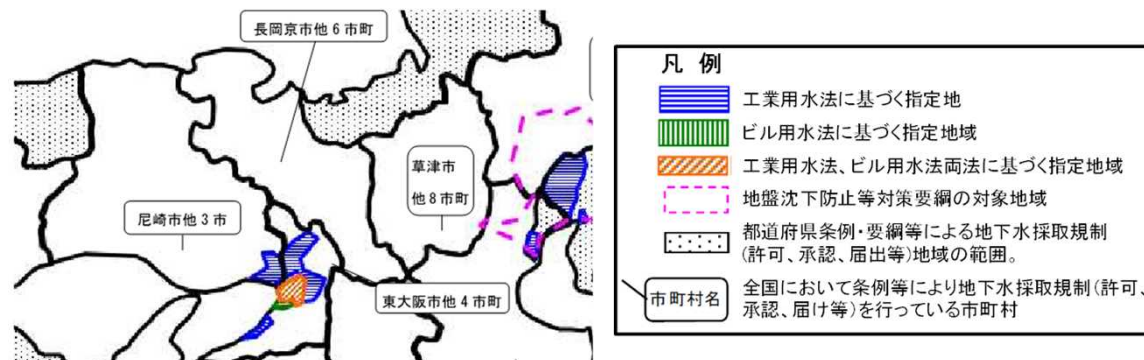 長岡京市他6市町
草津市
他8市町
尼崎市他3市
東大阪市他4市町
凡 例
工業用水法に基づく指定地
ビル用水法に基づく指定地域
工業用水法、ビル用水法両法に基づく指定地域
地盤沈下防止等対策要綱の対象地域
都道府県条例・要綱等による地下水採取規制
(許可、承認、届出等)地域の範囲。
市町村名
全国において条例等により地下水採取規制(許可、
承認、届け等)を行っている市町村